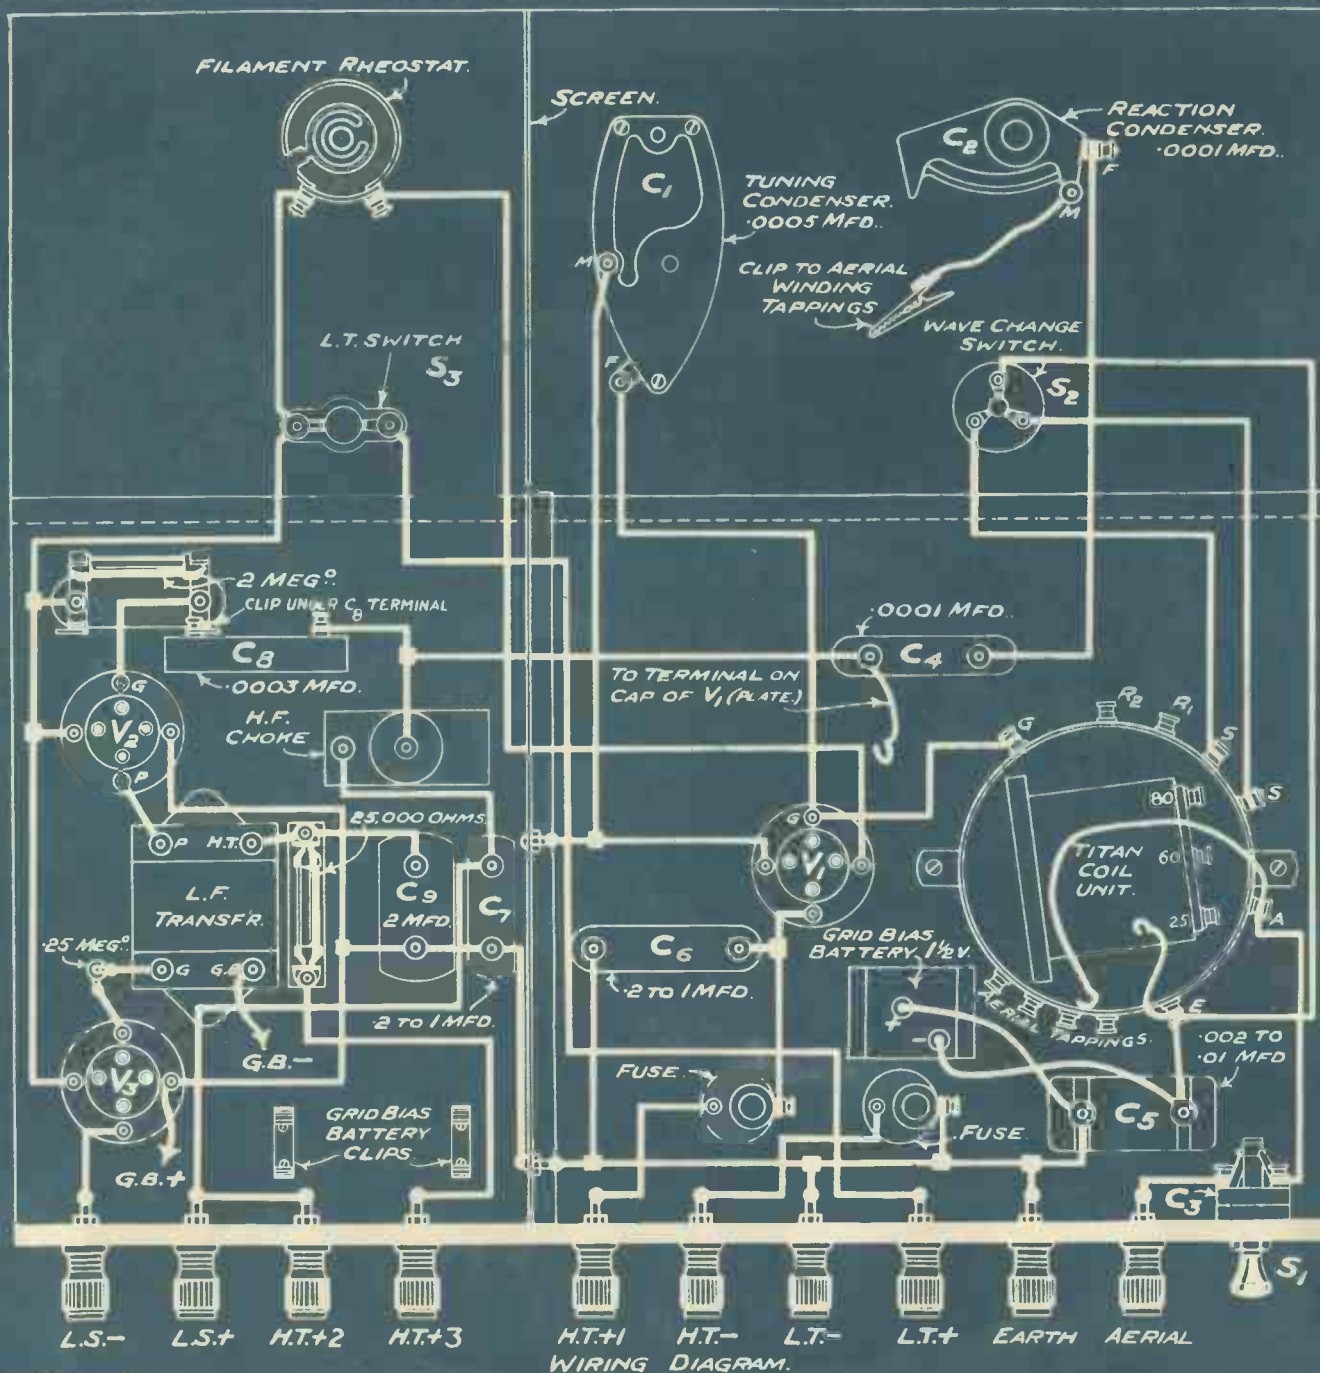 FILAMENT RHEOSTAT.
SCREEN.
C2
REACTION
CONDENSER.
.0001 MFD..
F
M
C1
TUNING
CONDENSER.
.0005 MFD..
M
CLIP TO AERIAL
WINDING
TAPPINGS
WAVE CHANGE
SWITCH.
S2
L.T. SWITCH
S3
F
2 MEGº.
CLIP UNDER C8 TERMINAL
C8
.0003 MFD.
.0001 MFD..
C4
TO TERMINAL ON
CAP OF V1 (PLATE.)
G
V2
P
H.F.
CHOKE
G
R2
R1
S
S
80
60
25
TITAN
COIL
UNIT.
A
E
AERIAL TAPPINGS.
P
H.T.
25,000 OHMS.
L.F.
TRANSFR.
G
G.B.
C9
2 MFD.
C7
.2 TO 1 MFD.
G
V1
C6
.2 TO 1 MFD.
GRID BIAS
BATTERY 1½V.
+
-
.25 MEGº
V3
G.B.-
G.B.+
GRID BIAS
BATTERY
CLIPS
FUSE
FUSE
.002 TO
.01 MFD
C5
C3
S1
L.S.-
L.S.+
H.T.+2
H.T.+3
H.T.+1
H.T.-
L.T.-
L.T.+
EARTH
AERIAL
WIRING DIAGRAM.